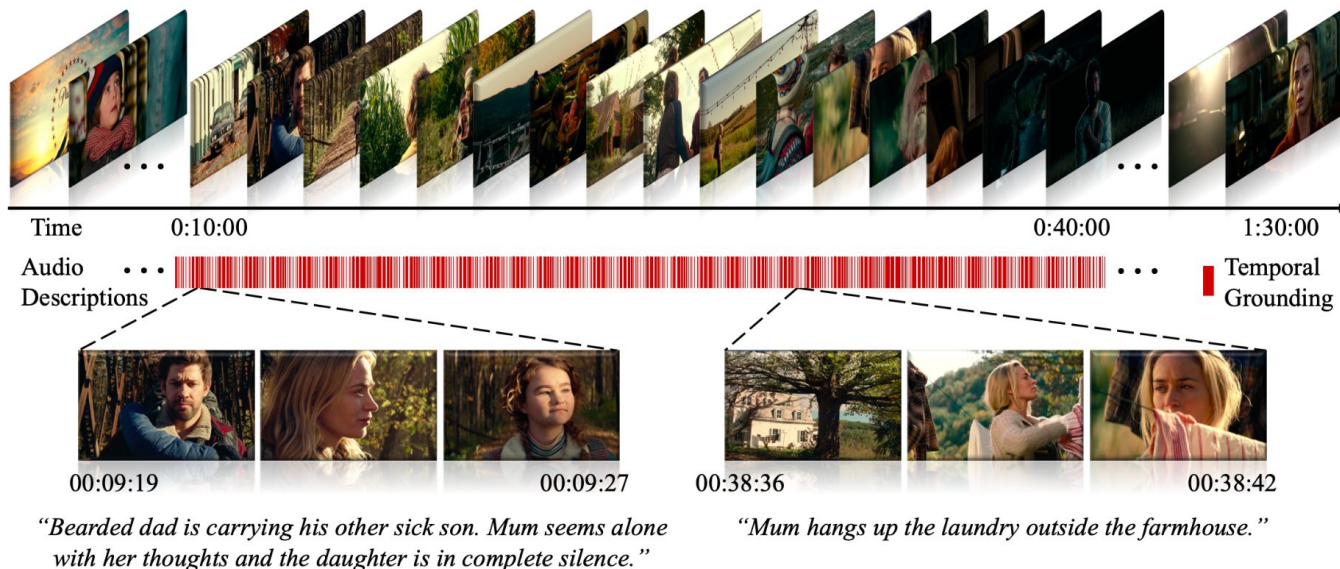 Time
0:10:00
0:40:00
1:30:00
Audio
Descriptions
Temporal
Grounding
00:09:19
00:09:27
00:38:36
00:38:42
“Bearded dad is carrying his other sick son. Mum seems alone
with her thoughts and the daughter is in complete silence.”
“Mum hangs up the laundry outside the farmhouse.”